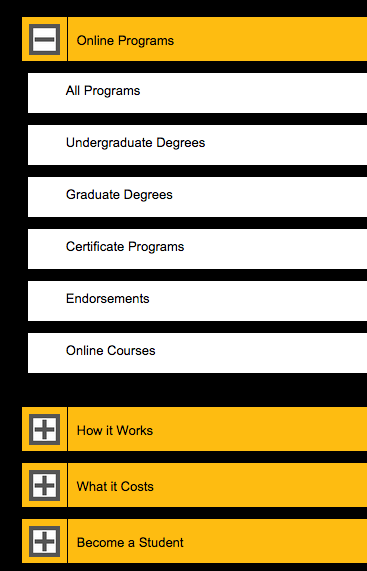 Online Programs
All Programs
Undergraduate Degrees
Graduate Degrees
Certificate Programs
Endorsements
Online Courses
How it Works
What it Costs
Become a Student